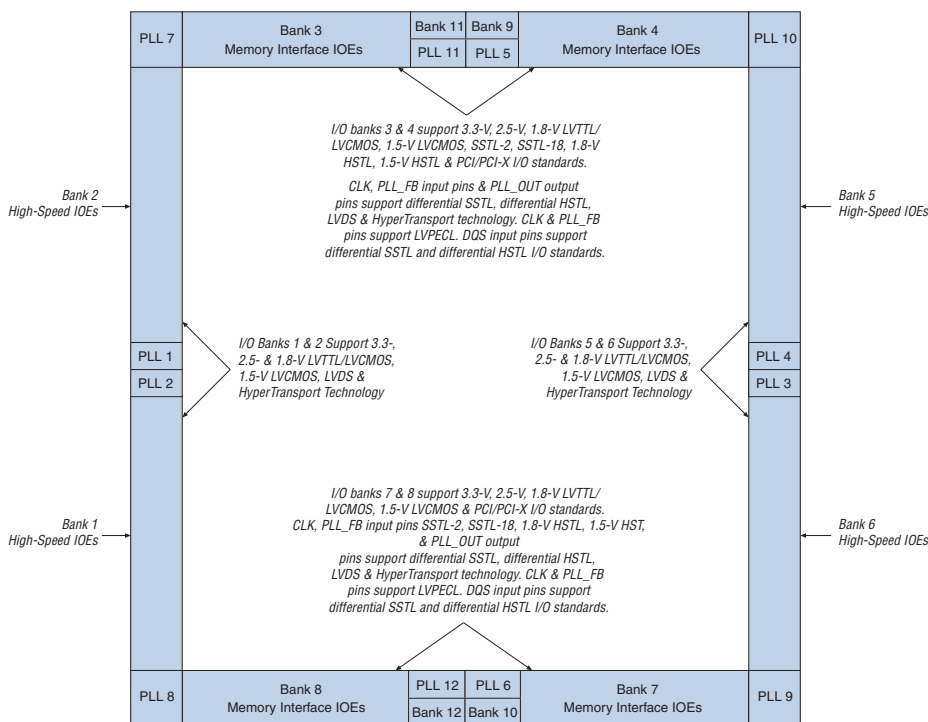 PLL 7
Bank 3
Memory Interface IOEs
Bank 11
PLL 11
Bank 9
PLL 5
Bank 4
Memory Interface IOEs
PLL 10
I/O banks 3 & 4 support 3.3-V, 2.5-V, 1.8-V LVTTL/
LVCMOS, 1.5-V LVCMOS, SSTL-2, SSTL-18, 1.8-V
HSTL, 1.5-V HSTL & PCI/PCI-X I/O standards.
CLK, PLL_FB input pins & PLL_OUT output
pins support differential SSTL, differential HSTL,
LVDS & HyperTransport technology. CLK & PLL_FB
pins support LVPECL. DQS input pins support
differential SSTL and differential HSTL I/O standards.
Bank 2
High-Speed IOEs
Bank 5
High-Speed IOEs
PLL 1
PLL 2
I/O Banks 1 & 2 Support 3.3-,
2.5- & 1.8-V LVTTL/LVCMOS,
1.5-V LVCMOS, LVDS &
HyperTransport Technology
I/O Banks 5 & 6 Support 3.3-,
2.5- & 1.8-V LVTTL/LVCMOS,
1.5-V LVCMOS, LVDS &
HyperTransport Technology
PLL 4
PLL 3
Bank 1
High-Speed IOEs
Bank 6
High-Speed IOEs
I/O banks 7 & 8 support 3.3-V, 2.5-V, 1.8-V LVTTL/
LVCMOS, 1.5-V LVCMOS & PCI/PCI-X I/O standards.
CLK, PLL_FB input pins SSTL-2, SSTL-18, 1.8-V HSTL, 1.5-V HST,
& PLL_OUT output
pins support differential SSTL, differential HSTL,
LVDS & HyperTransport technology. CLK & PLL_FB
pins support LVPECL. DQS input pins support
differential SSTL and differential HSTL I/O standards.
PLL 8
Bank 8
Memory Interface IOEs
PLL 12
Bank 12
PLL 6
Bank 10
Bank 7
Memory Interface IOEs
PLL 9